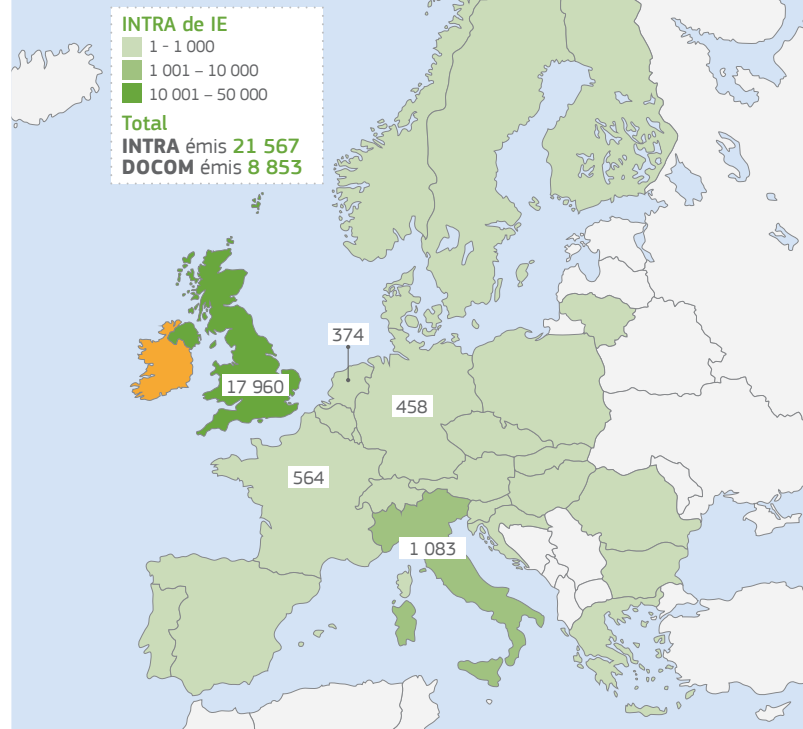 INTRA de IE
1 - 1 000
1 001 – 10 000
10 001 – 50 000
Total
INTRA émis 21 567
DOCOM émis 8 853
374
17 960
458
564
1 083